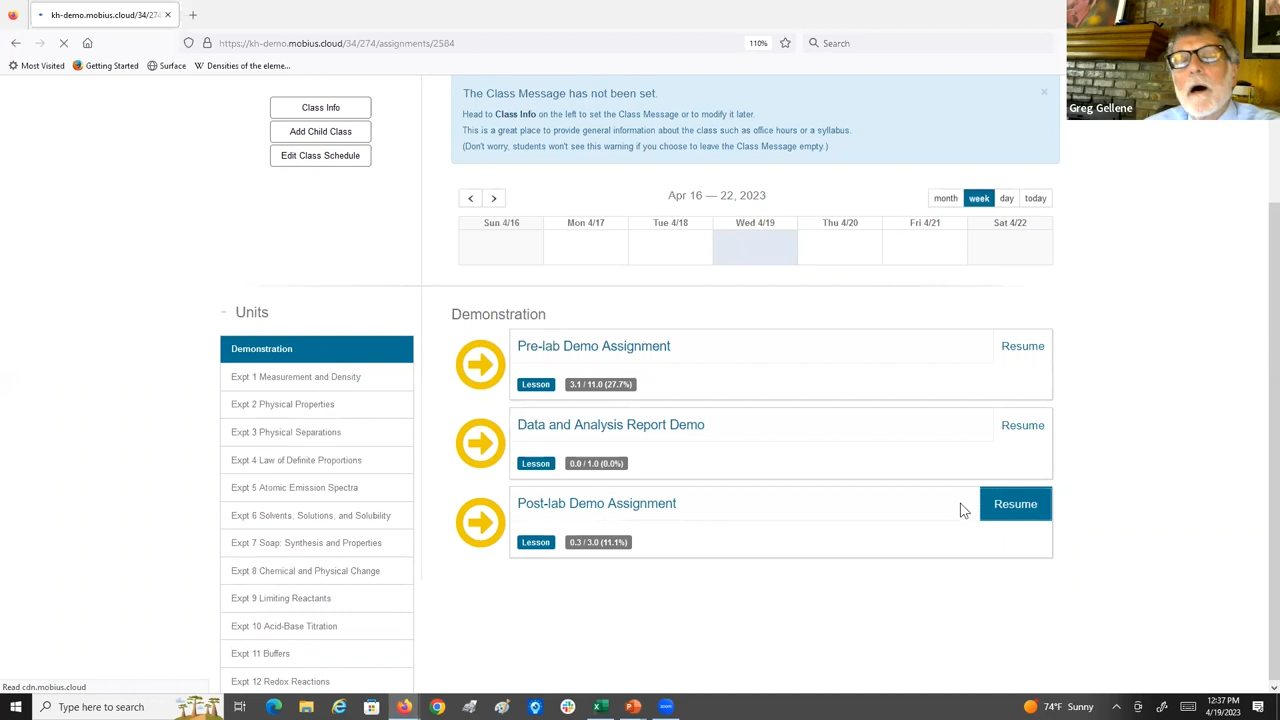 kh-demo.mobius.cloud/34/274
https://kh-demo.mobius.cloud/34/274/assignments/2584
110%
Search
Most Visited
Getting Started
Surface
Densities of the eleme...
Greg Gellene
Class Info
Add Child Class
Edit Class Schedule
The Class Message has not been set.
Head to Class Info on the left to set the Class Message or to modify it later.
This is a great place to provide general information about the class such as office hours or a syllabus.
(Don't worry, students won't see this warning if you choose to leave the Class Message empty.)
Apr 16 — 22, 2023
month week day today
Sun 4/16 Mon 4/17 Tue 4/18 Wed 4/19 Thu 4/20 Fri 4/21 Sat 4/22
Units
Demonstration
Expt 1 Measurement and Density
Expt 2 Physical Properties
Expt 3 Physical Separations
Expt 4 Law of Definite Proportions
Expt 5 Atomic Emission Spectra
Expt 6 Solvents, Solutions, and Solubility
Expt 7 Soap: Synthesis and Properties
Expt 8 Chemical and Physical Change
Expt 9 Limiting Reactants
Expt 10 Acid-Base Titration
Expt 11 Buffers
Expt 12 Redox Reactions
Demonstration
Pre-lab Demo Assignment
Resume
Lesson 3.1 / 11.0 (27.7%)
Data and Analysis Report Demo
Resume
Lesson 0.0 / 1.0 (0.0%)
Post-lab Demo Assignment
Resume
Lesson 0.3 / 3.0 (11.1%)
Read cdn.mobius.cloud
Type here to search
74°F Sunny
12:37 PM
4/19/2023